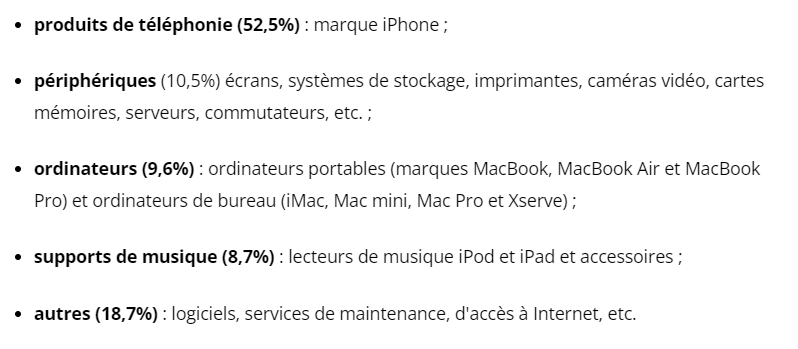 • produits de téléphonie (52,5%) : marque iPhone ;
• périphériques (10,5%) écrans, systèmes de stockage, imprimantes, caméras vidéo, cartes
mémoires, serveurs, commutateurs, etc. ;
• ordinateurs (9,6%) : ordinateurs portables (marques MacBook, MacBook Air et MacBook
Pro) et ordinateurs de bureau (iMac, Mac mini, Mac Pro et Xserve) ;
• supports de musique (8,7%) : lecteurs de musique iPod et iPad et accessoires ;
• autres (18,7%) : logiciels, services de maintenance, d'accès à Internet, etc.